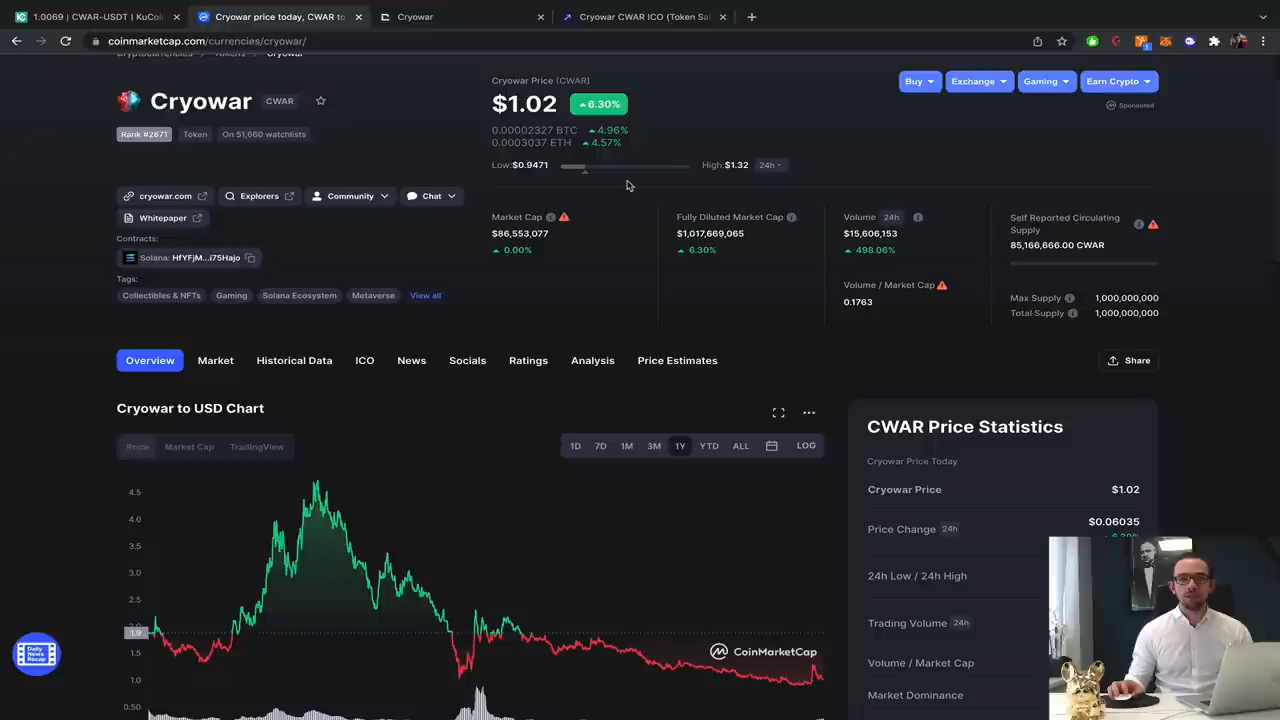 1.0069 | CWAR-USDT | KuCoin
Cryowar price today, CWAR to
Cryowar
Cryowar CWAR ICO (Token Sal
coinmarketcap.com/currencies/cryowar/
Cryptocurrencies
Tokens
Cryowar
Cryowar
CWAR
Rank #2871
Token
On 51,660 watchlists
Cryowar Price (CWAR)
$1.02
6.30%
0.00002327 BTC
4.96%
0.0003037 ETH
4.57%
Low:$0.9471
High:$1.32
24h
Buy
Exchange
Gaming
Earn Crypto
Sponsored
cryowar.com
Explorers
Community
Chat
Whitepaper
Contracts:
Solana: HfYFjM...i75Hajo
Tags:
Collectibles & NFTs
Gaming
Solana Ecosystem
Metaverse
View all
Market Cap
$86,553,077
0.00%
Fully Diluted Market Cap
$1,017,669,065
6.30%
Volume 24h
$15,606,153
498.06%
Volume / Market Cap
0.1763
Self Reported Circulating
Supply
85,166,666.00 CWAR
Max Supply
1,000,000,000
Total Supply
1,000,000,000
Overview
Market
Historical Data
ICO
News
Socials
Ratings
Analysis
Price Estimates
Share
Cryowar to USD Chart
Price
Market Cap
TradingView
1D
7D
1M
3M
1Y
YTD
ALL
LOG
4.5
4.0
3.5
3.0
2.5
1.9
1.5
1.0
0.50
CoinMarketCap
Daily
News
Recap
CWAR Price Statistics
Cryowar Price Today
Cryowar Price
$1.02
Price Change 24h
$0.06035
6.30%
24h Low / 24h High
Trading Volume 24h
Volume / Market Cap
Market Dominance